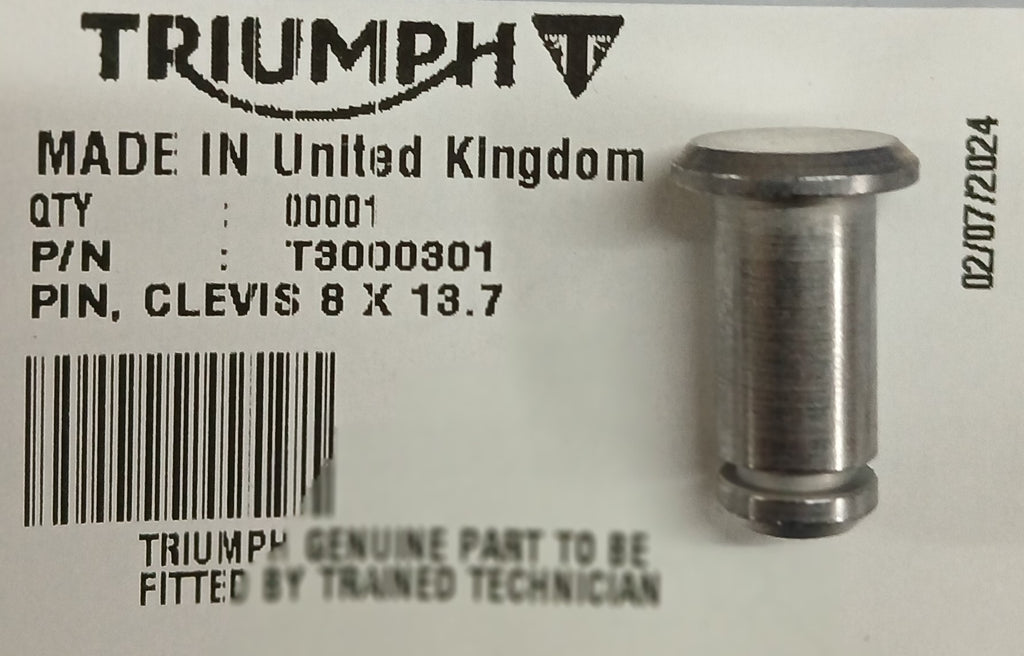 TRIUMPH T
MADE IN United Kingdom
QTY : 00001
P/N : T3000301
PIN, CLEVIS 8 X 13.7
TRIUMPH GENUINE PART TO BE
FITTED BY TRAINED TECHNICIAN
02/07/2024